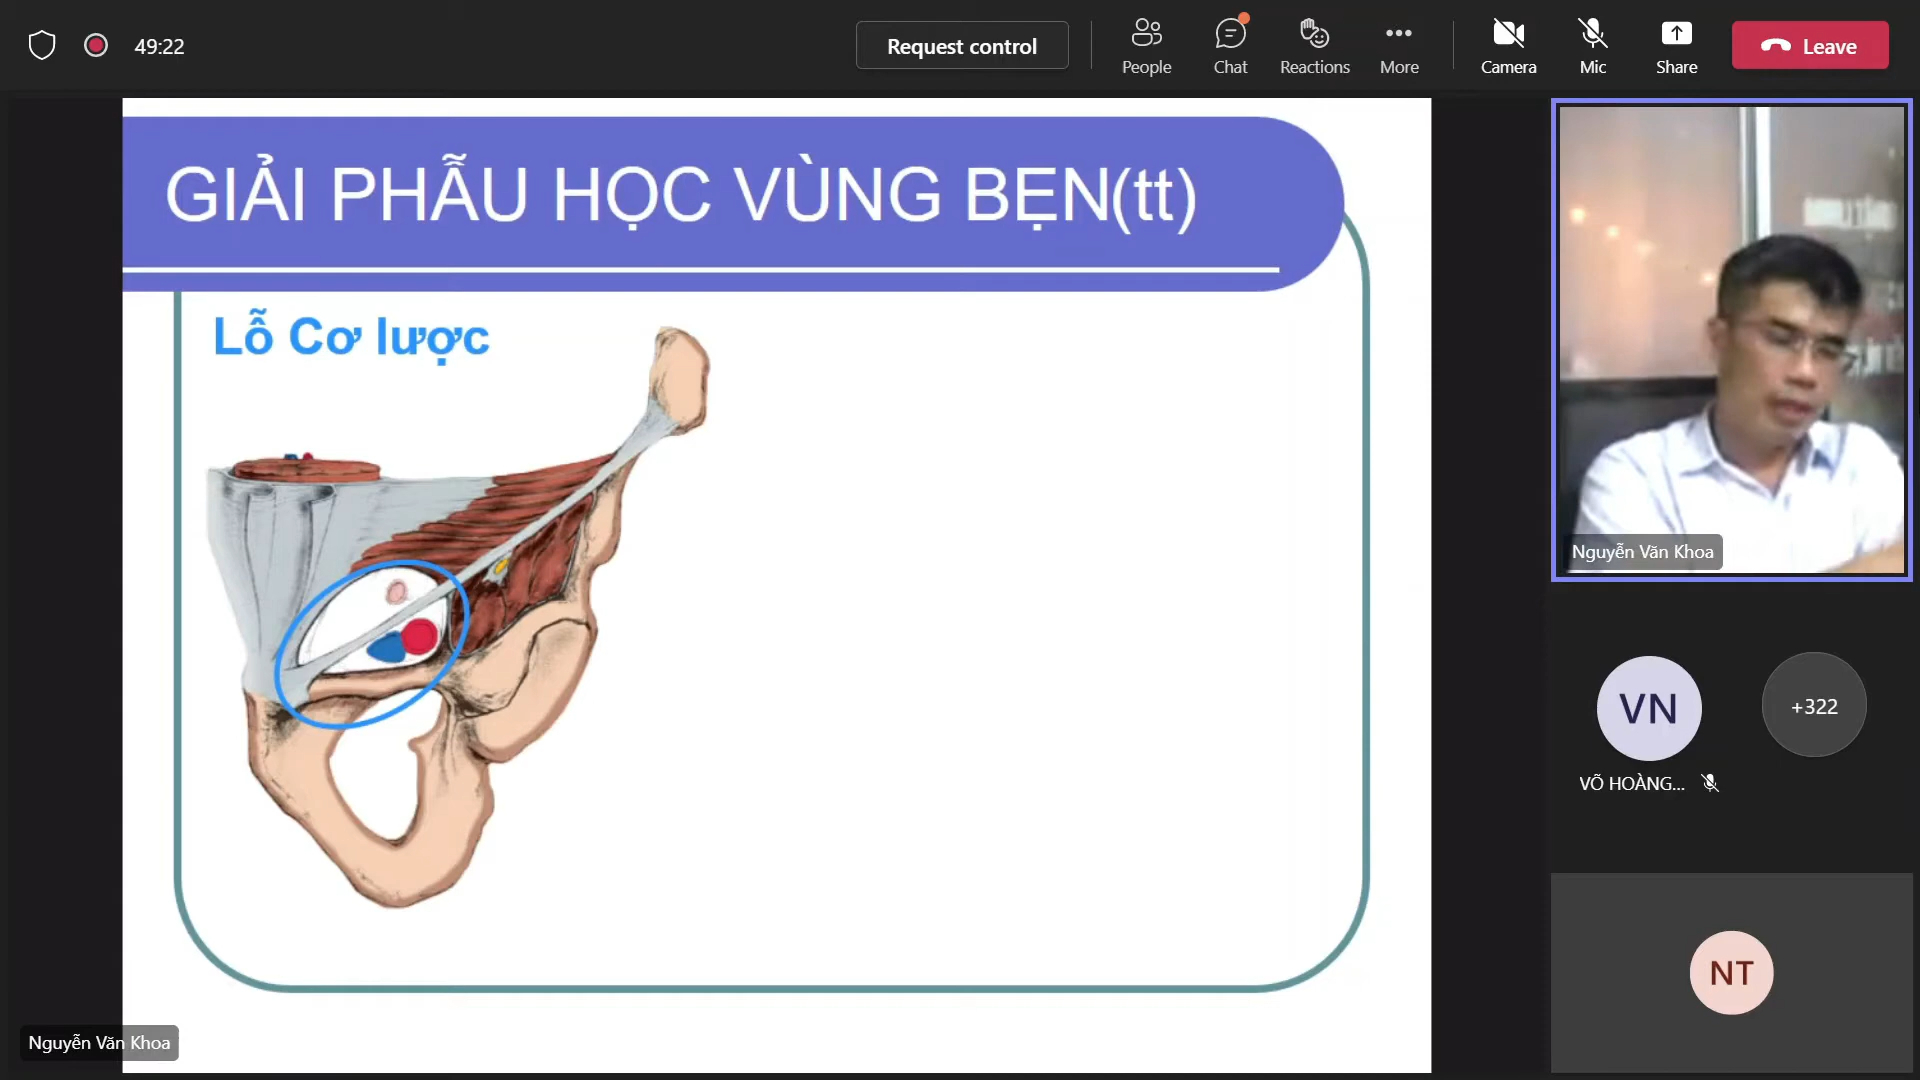 49:22
Request control
People
Chat
Reactions
More
Camera
Mic
Share
Leave
GIẢI PHẪU HỌC VÙNG BẸN(tt)
Lỗ Cơ lược
Nguyễn Văn Khoa
VN
+322
VÕ HOÀNG...
NT
Nguyễn Văn Khoa